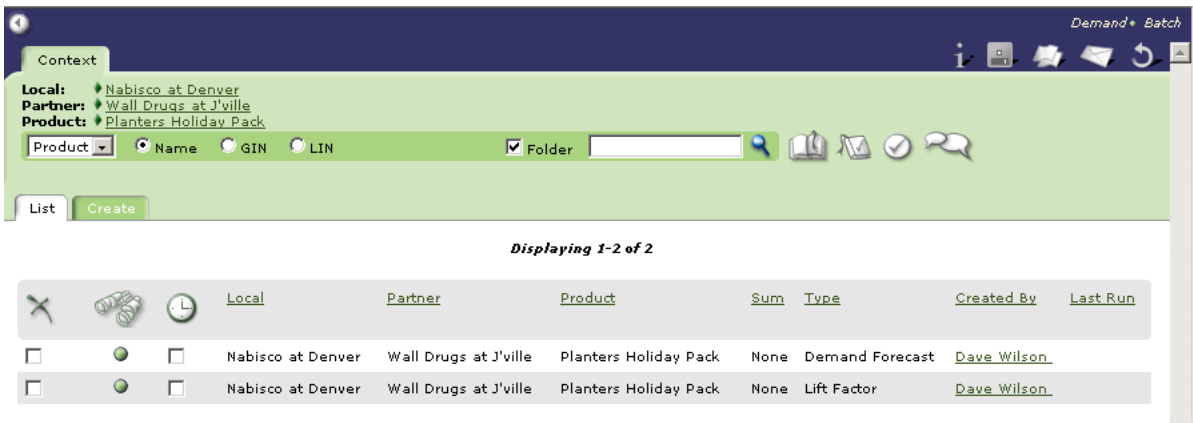 Demand • Batch
Context
Local: Nabisco at Denver
Partner: Wall Drugs at J'ville
Product: Planters Holiday Pack
Product Name GIN LIN Folder
List Create
Displaying 1-2 of 2
Local Partner Product Sum Type Created By Last Run
Nabisco at Denver Wall Drugs at J'ville Planters Holiday Pack None Demand Forecast Dave Wilson
Nabisco at Denver Wall Drugs at J'ville Planters Holiday Pack None Lift Factor Dave Wilson